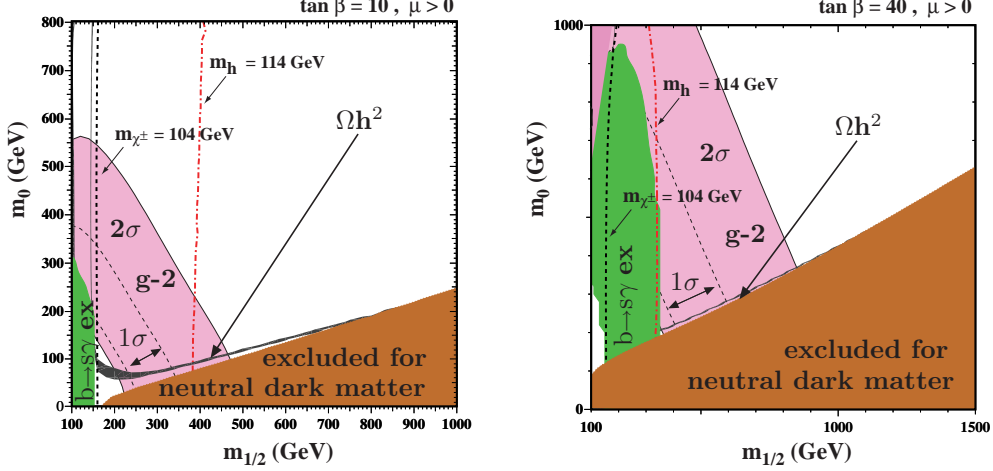 tan β = 10 , μ > 0
800
700
600
500
400
300
200
100
0
m0 (GeV)
100 200 300 400 500 600 700 800 900 1000
m1/2 (GeV)
mh = 114 GeV
mχ± = 104 GeV
Ωh²
2σ
g-2
1σ
b→sγ ex
excluded for
neutral dark matter
tan β = 40 , μ > 0
1000
0
m0 (GeV)
100 1000 1500
m1/2 (GeV)
mh = 114 GeV
Ωh²
2σ
mχ± = 104 GeV
g-2
1σ
b→sγ ex
excluded for
neutral dark matter